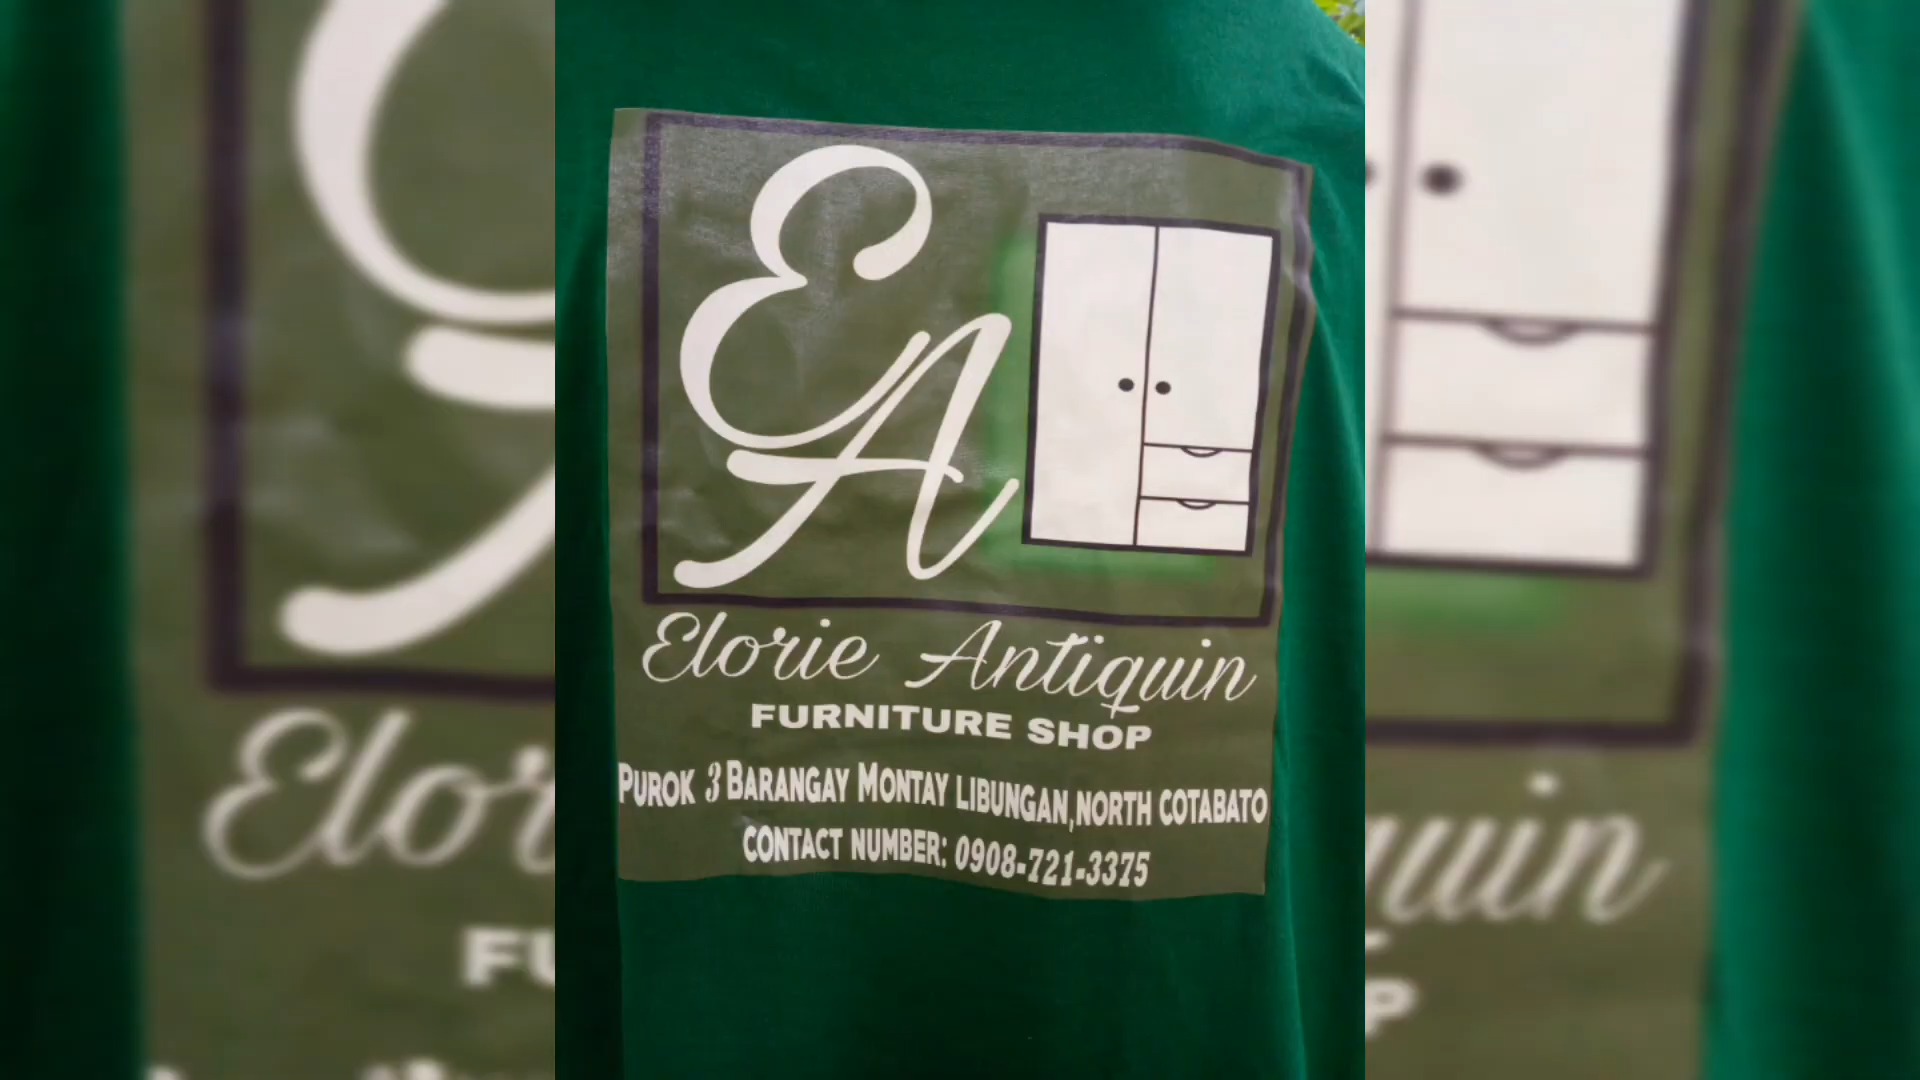 EA
Elorie Antiquin
FURNITURE SHOP
PUROK 3 BARANGAY MONTAY LIBUNGAN, NORTH COTABATO
CONTACT NUMBER: 0908-721-3375